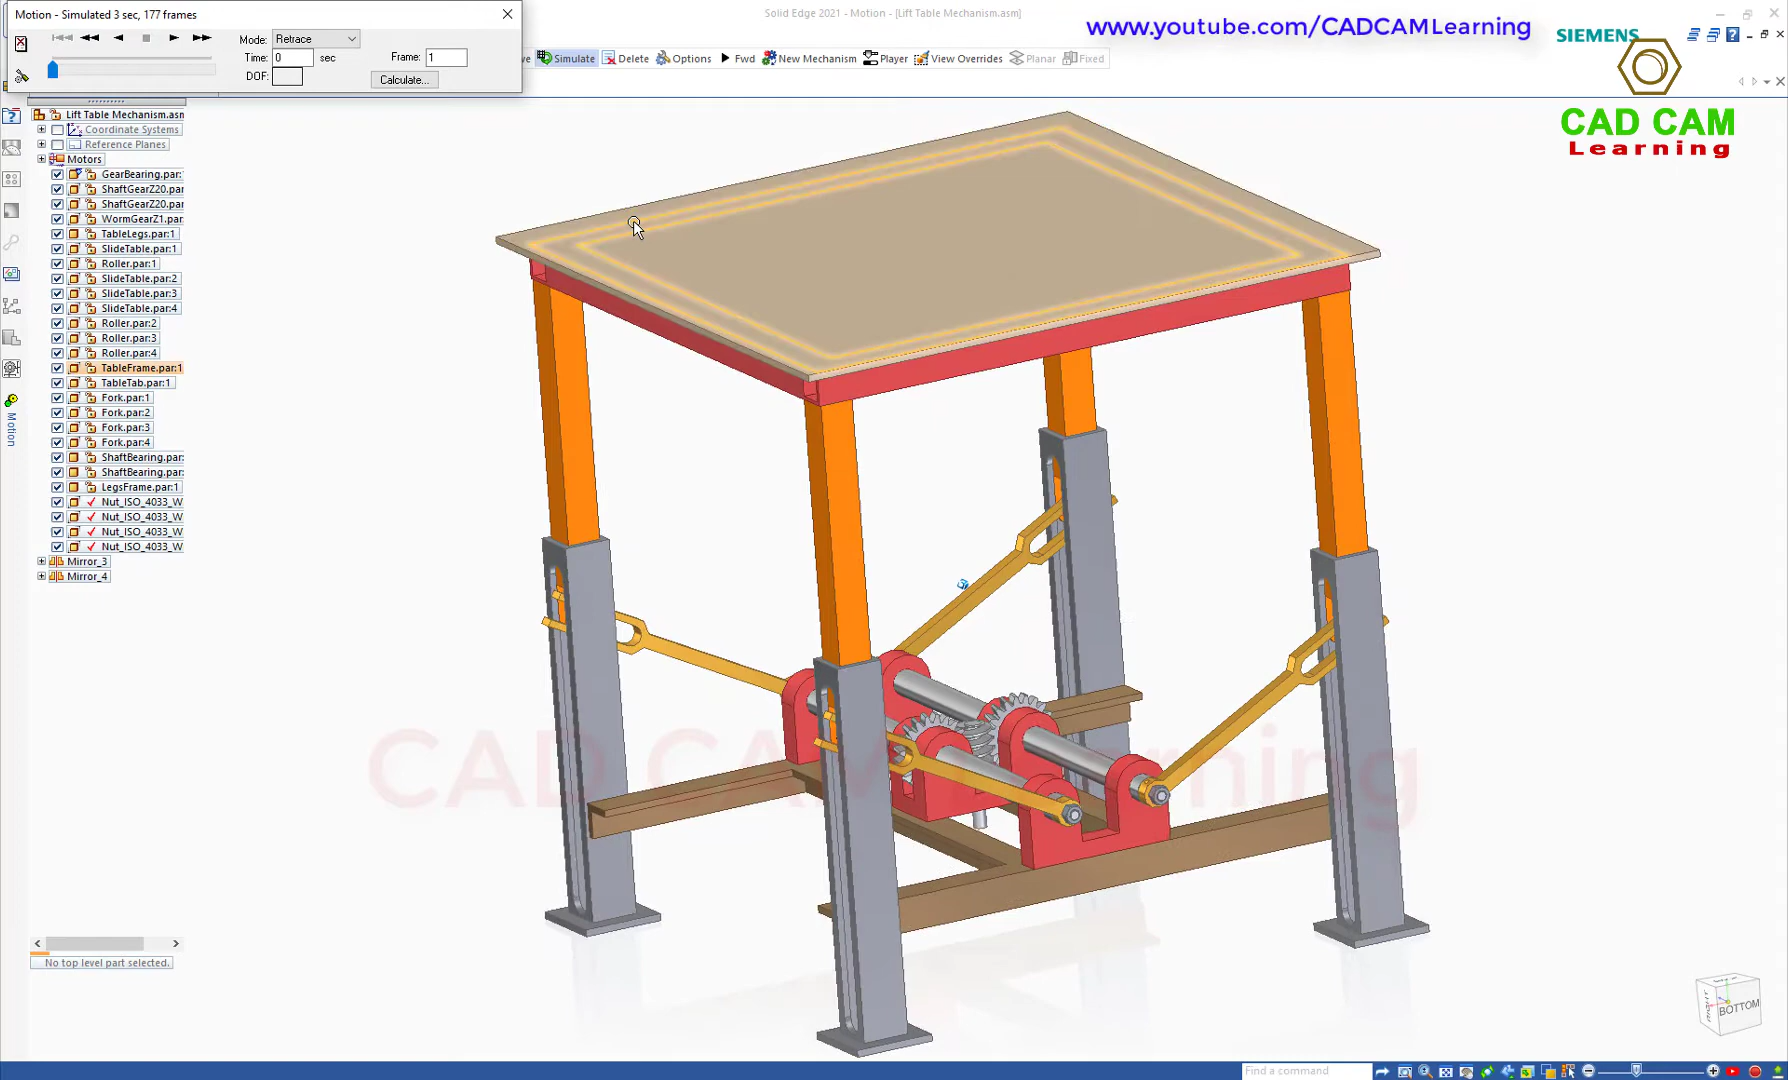 Motion - Simulated 3 sec, 177 frames
Solid Edge 2021 - Motion - [Lift Table Mechanism.asm]
www.youtube.com/CADCAMLearning
SIEMENS
Mode: Retrace
Time: 0 sec Frame: 1
DOF: Calculate...
Simulate Delete Options Fwd New Mechanism Player View Overrides Planar Fixed
CAD CAM
Learning
Lift Table Mechanism.asm
Coordinate Systems
Reference Planes
Motors
GearBearing.par:
ShaftGearZ20.par
ShaftGearZ20.par
WormGearZ1.par
TableLegs.par:1
SlideTable.par:1
Roller.par:1
SlideTable.par:2
SlideTable.par:3
SlideTable.par:4
Roller.par:2
Roller.par:3
Roller.par:4
TableFrame.par:1
TableTab.par:1
Fork.par:1
Fork.par:2
Fork.par:3
Fork.par:4
ShaftBearing.par:
ShaftBearing.par:
LegsFrame.par:1
Nut_ISO_4033_W
Nut_ISO_4033_W
Nut_ISO_4033_W
Nut_ISO_4033_W
Mirror_3
Mirror_4
Motion
CAD CAM Learning
No top level part selected.
RIGHT
BOTTOM
Find a command